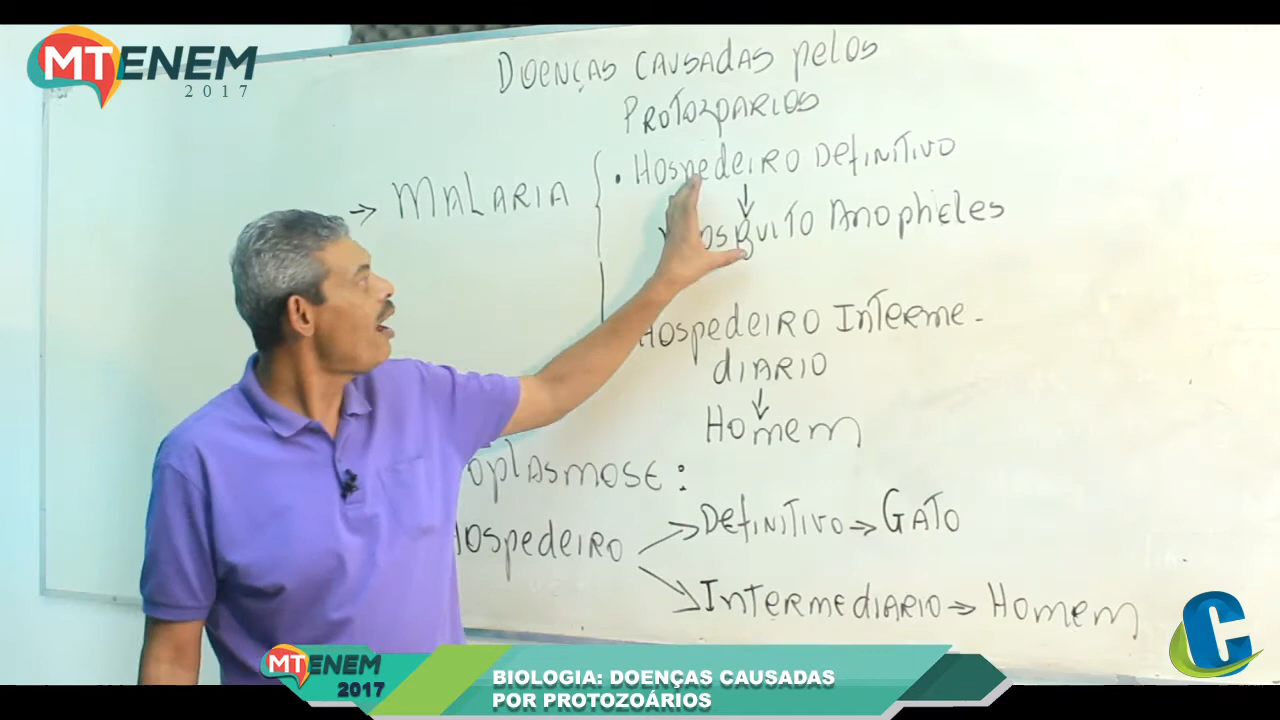 MTENEM
2017
DOENÇAS CAUSADAS pelos
PROTOZOARIOS
→ MALARIA
• HOSPEDEIRO DEFINITIVO
MOSQUITO ANOPHELES
HOSPEDEIRO INTERME-
DIARIO
HOMEM
OPLASMOSE:
HOSPEDEIRO
DEFINITIVO → GATO
INTERMEDIARIO → HOMEM
C
MTENEM
2017
BIOLOGIA: DOENÇAS CAUSADAS
POR PROTOZOÁRIOS